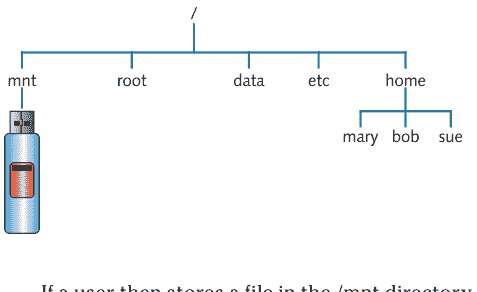 /
mnt root data etc home
mary bob sue
If a user then stores a file in the /mnt directory